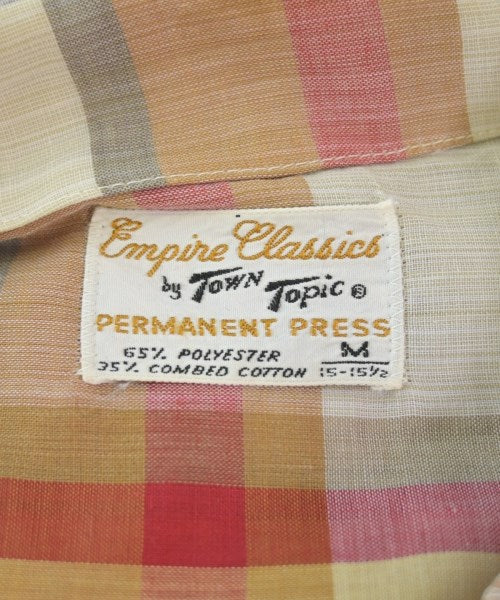 Empire Classics
by TOWN TOPIC ®
PERMANENT PRESS
65% POLYESTER M
35% COMBED COTTON 15-15½